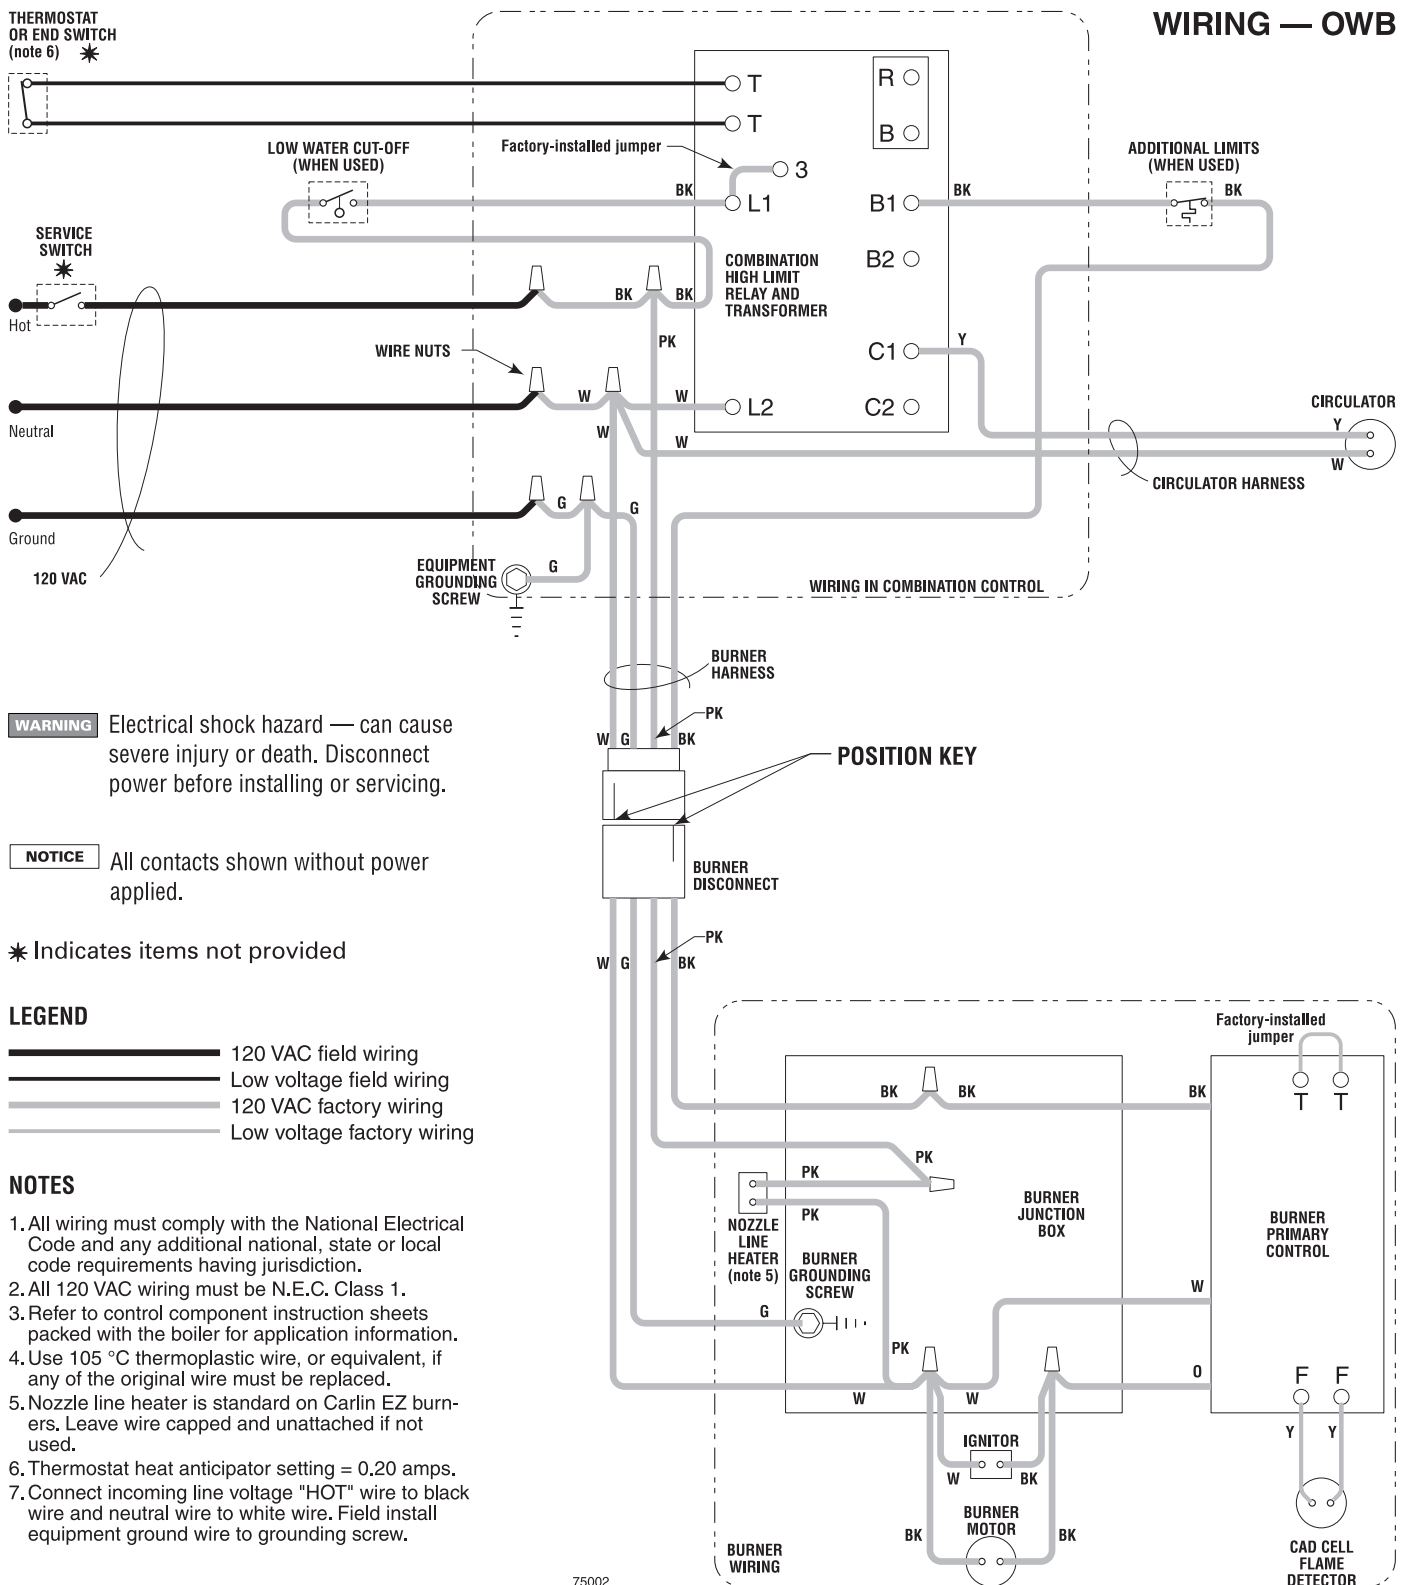 WIRING — OWB
THERMOSTAT
OR END SWITCH
(note 6) ✷
T
T
R
B
Factory-installed jumper
3
LOW WATER CUT-OFF
(WHEN USED)
BK
L1
B1
BK
ADDITIONAL LIMITS
(WHEN USED)
BK
B2
SERVICE
SWITCH
✷
Hot
BK
BK
COMBINATION
HIGH LIMIT
RELAY AND
TRANSFORMER
PK
WIRE NUTS
C1
Y
W
W
L2
C2
W
W
Neutral
CIRCULATOR
Y
W
CIRCULATOR HARNESS
G
G
Ground
120 VAC
EQUIPMENT
GROUNDING
SCREW
G
WIRING IN COMBINATION CONTROL
BURNER
HARNESS
PK
W
G
BK
POSITION KEY
WARNING
Electrical shock hazard — can cause
severe injury or death. Disconnect
power before installing or servicing.
NOTICE
All contacts shown without power
applied.
BURNER
DISCONNECT
✷ Indicates items not provided
PK
W
G
BK
LEGEND
120 VAC field wiring
Low voltage field wiring
120 VAC factory wiring
Low voltage factory wiring
NOTES
1. All wiring must comply with the National Electrical
Code and any additional national, state or local
code requirements having jurisdiction.
2. All 120 VAC wiring must be N.E.C. Class 1.
3. Refer to control component instruction sheets
packed with the boiler for application information.
4. Use 105 °C thermoplastic wire, or equivalent, if
any of the original wire must be replaced.
5. Nozzle line heater is standard on Carlin EZ burn-
ers. Leave wire capped and unattached if not
used.
6. Thermostat heat anticipator setting = 0.20 amps.
7. Connect incoming line voltage "HOT" wire to black
wire and neutral wire to white wire. Field install
equipment ground wire to grounding screw.
Factory-installed
jumper
T
T
BK
BK
BK
PK
PK
PK
NOZZLE
LINE
HEATER
(note 5)
BURNER
JUNCTION
BOX
BURNER
PRIMARY
CONTROL
BURNER
GROUNDING
SCREW
G
W
PK
O
W
W
F
F
Y
Y
IGNITOR
W
BK
BURNER
MOTOR
BK
BK
CAD CELL
FLAME
DETECTOR
BURNER
WIRING
75002